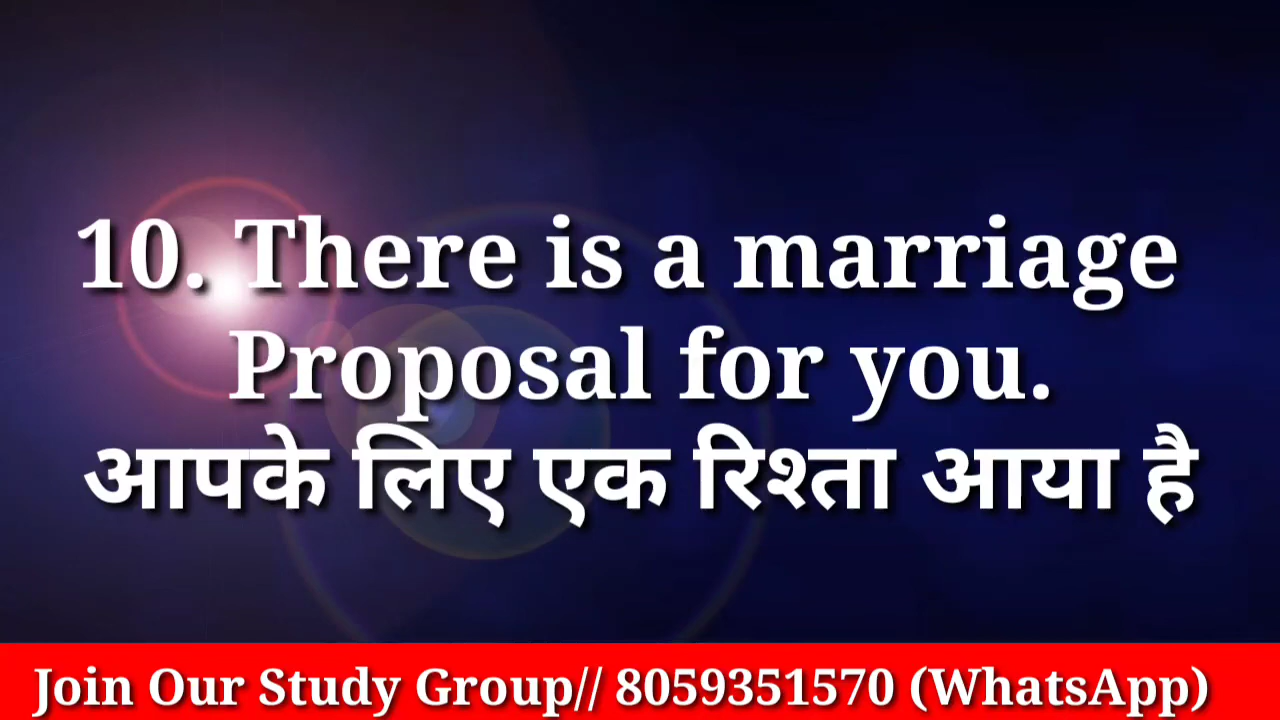 10. There is a marriage
Proposal for you.
आपके लिए एक रिश्ता आया है
Join Our Study Group// 8059351570 (WhatsApp)